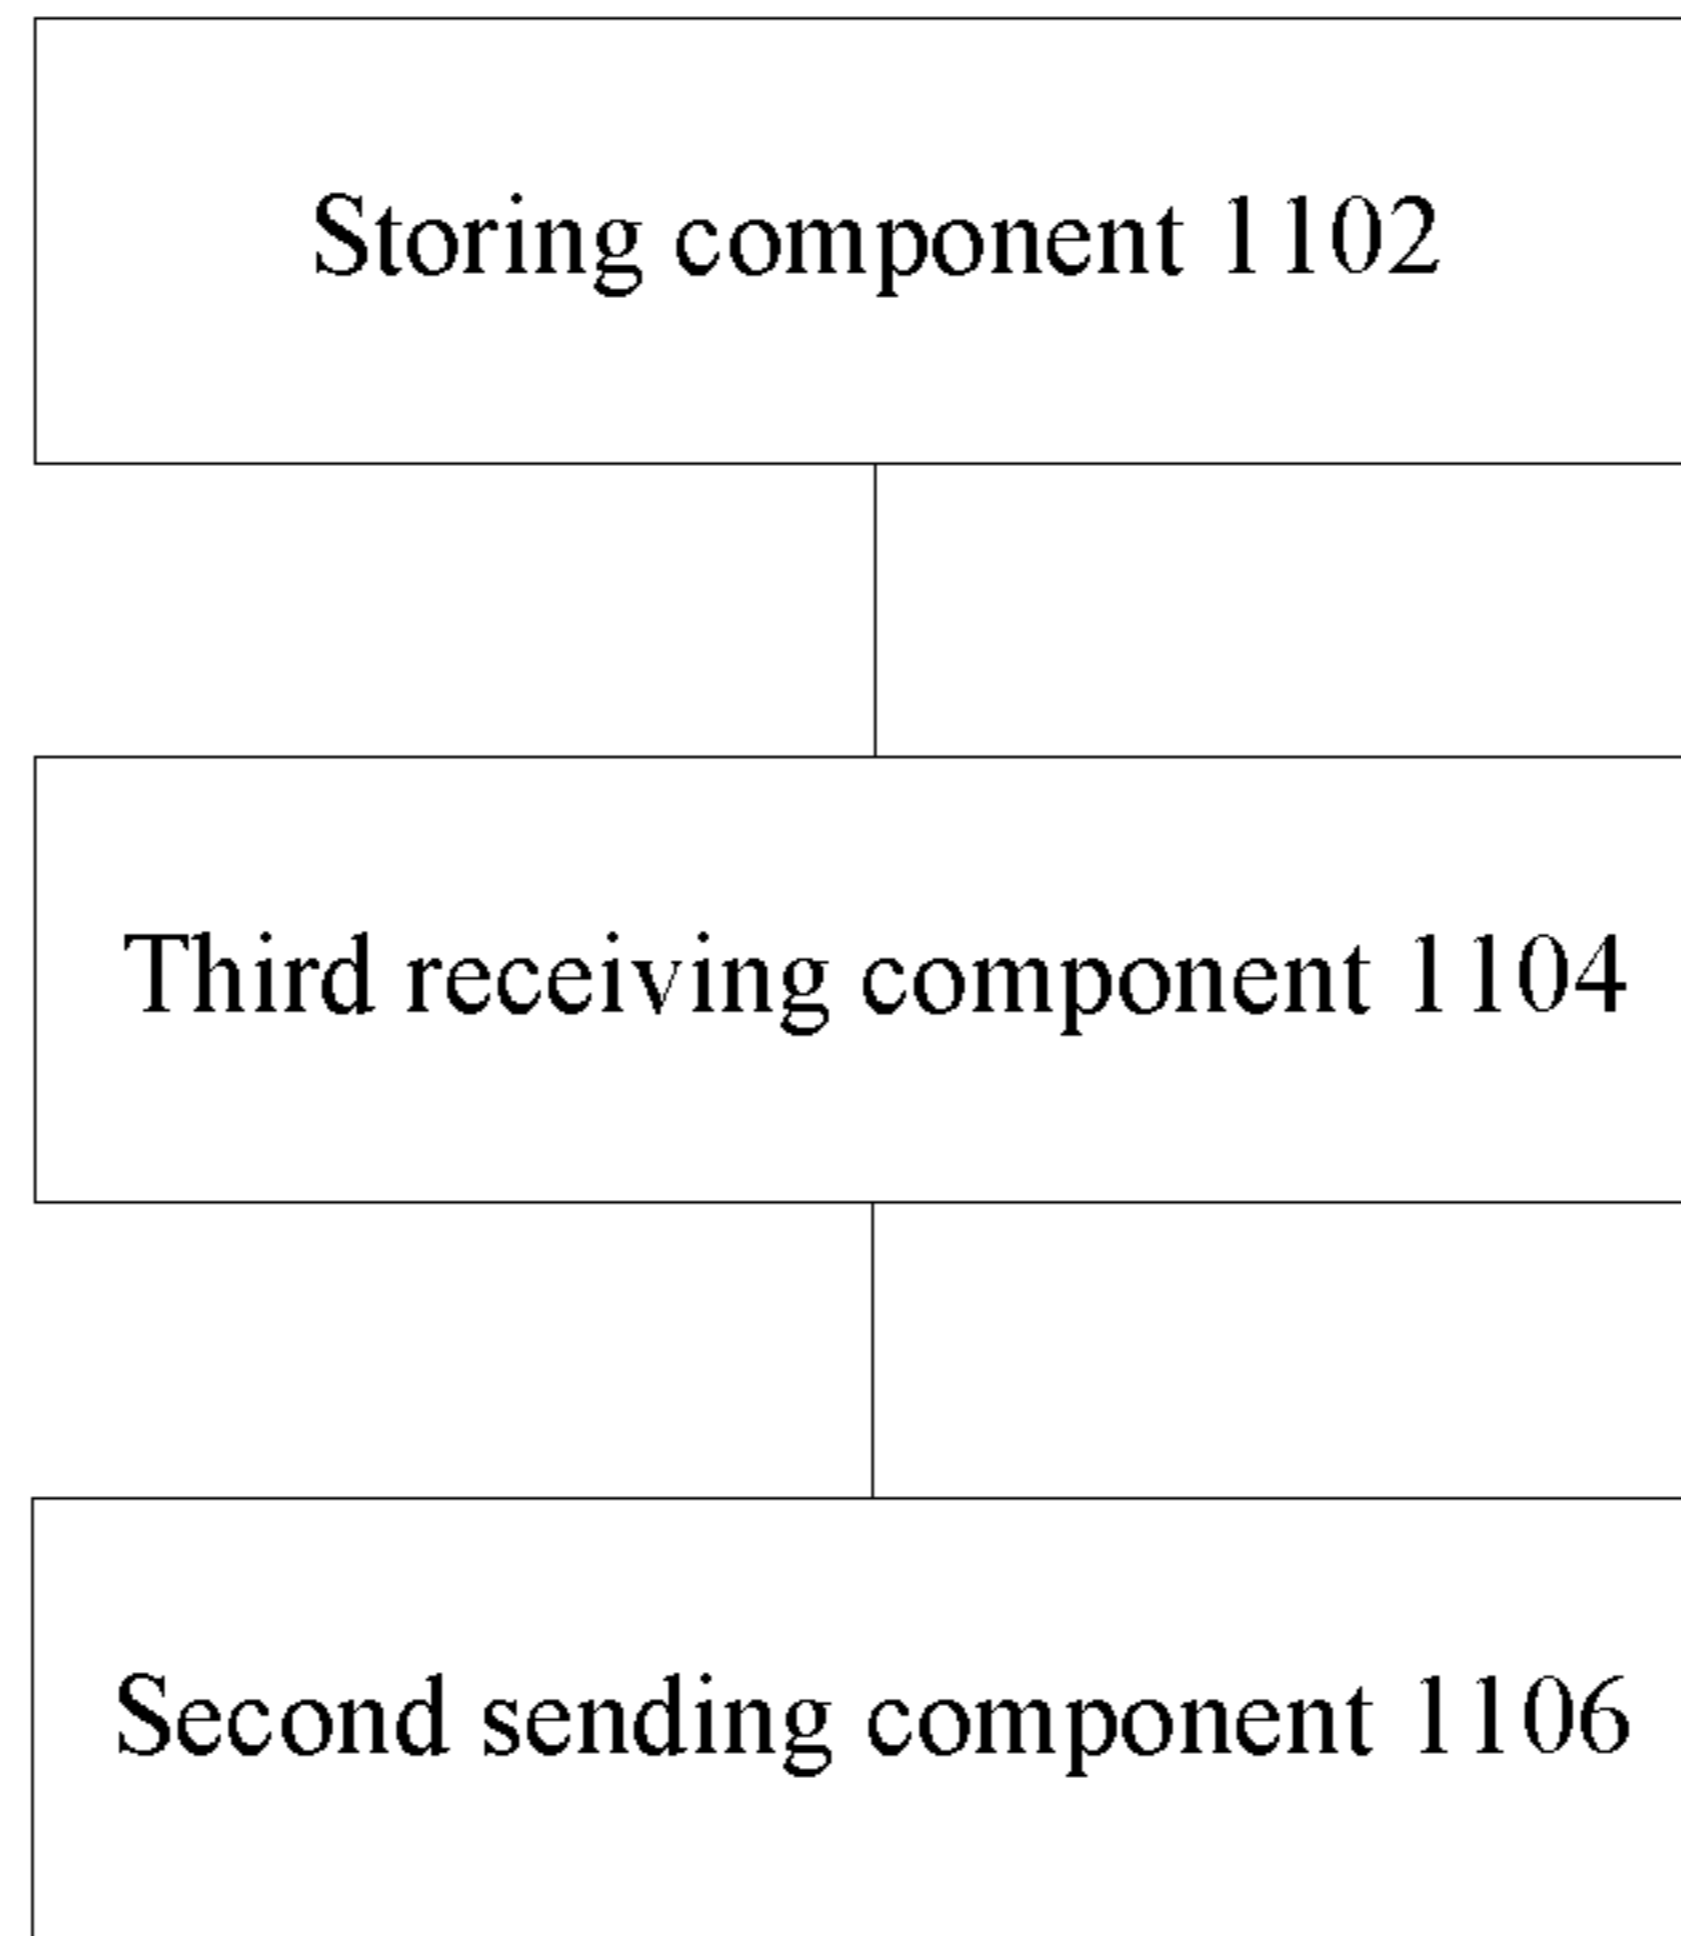 Storing component 1102
Third receiving component 1104
Second sending component 1106